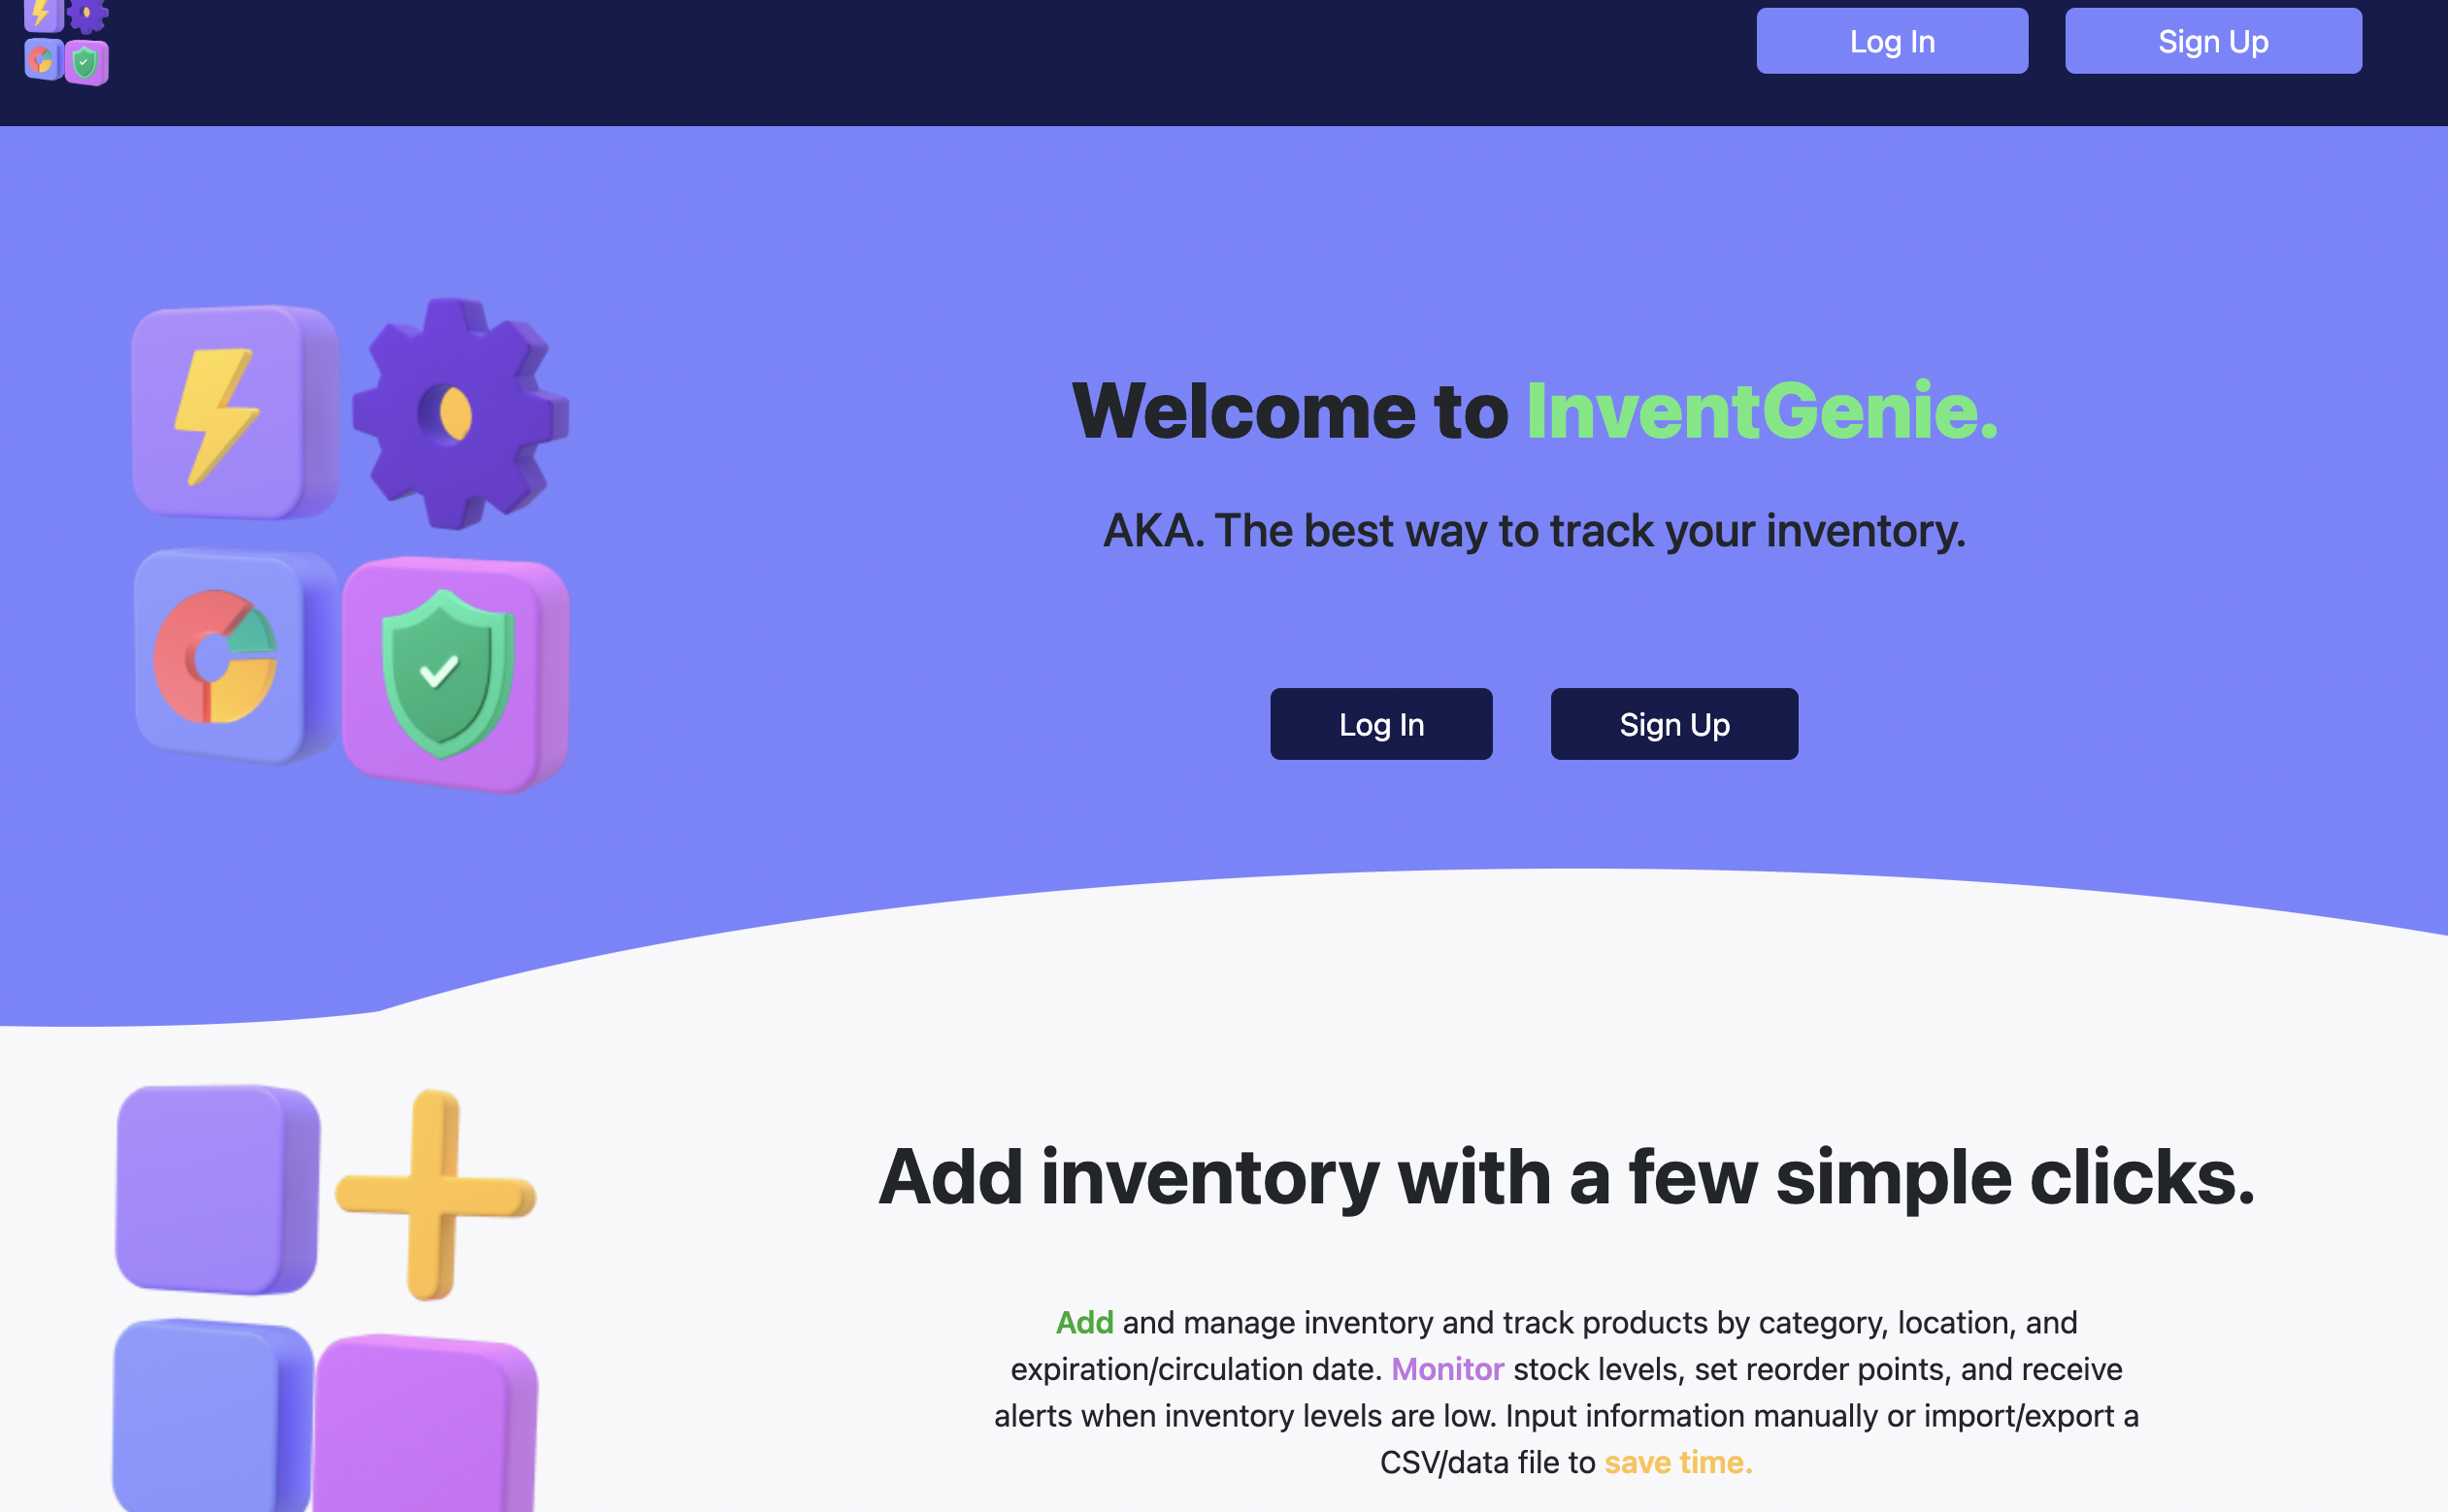 Log In
Sign Up
Welcome to InventGenie.
AKA. The best way to track your inventory.
Log In
Sign Up
Add inventory with a few simple clicks.
Add and manage inventory and track products by category, location, and
expiration/circulation date. Monitor stock levels, set reorder points, and receive
alerts when inventory levels are low. Input information manually or import/export a
CSV/data file to save time.